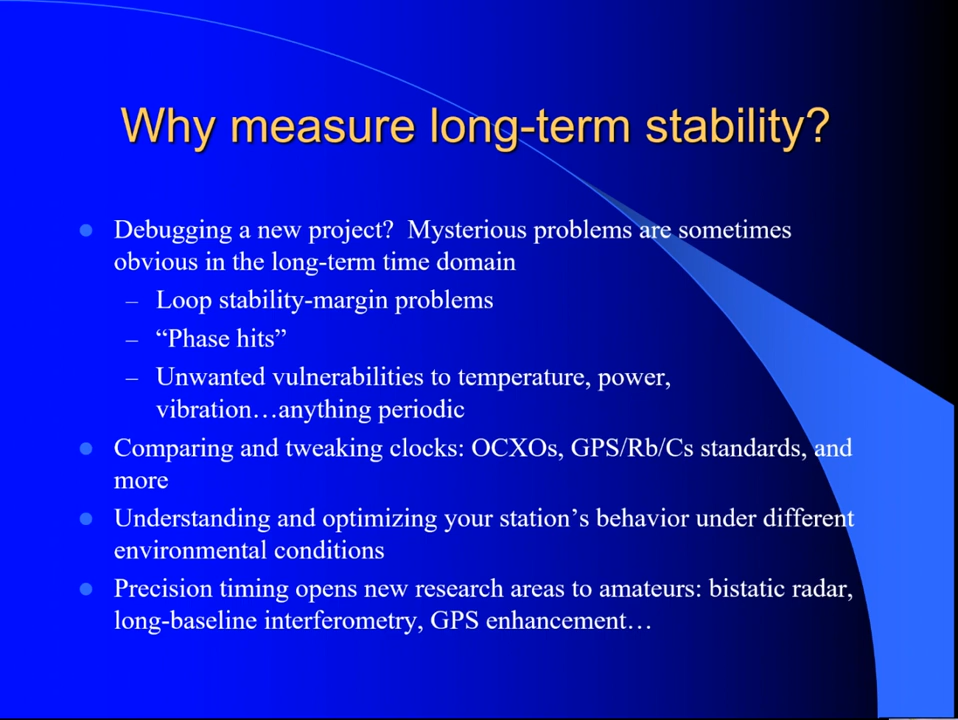 Why measure long-term stability?
Debugging a new project?  Mysterious problems are sometimes
obvious in the long-term time domain
– Loop stability-margin problems
– “Phase hits”
– Unwanted vulnerabilities to temperature, power,
vibration…anything periodic
Comparing and tweaking clocks: OCXOs, GPS/Rb/Cs standards, and
more
Understanding and optimizing your station’s behavior under different
environmental conditions
Precision timing opens new research areas to amateurs: bistatic radar,
long-baseline interferometry, GPS enhancement…